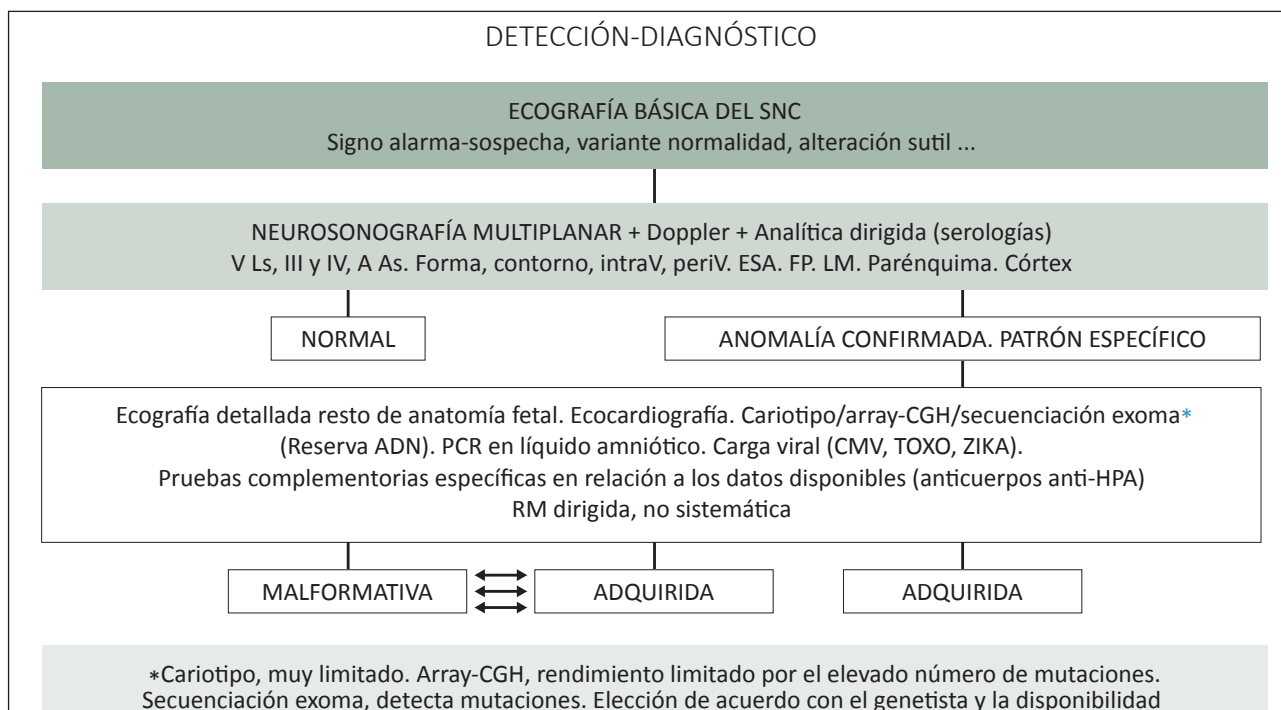 DETECCIÓN-DIAGNÓSTICO
ECOGRAFÍA BÁSICA DEL SNC
Signo alarma-sospecha, variante normalidad, alteración sutil ...
NEUROSONOGRAFÍA MULTIPLANAR + Doppler + Analítica dirigida (serologías)
V Ls, III y IV, A As. Forma, contorno, intraV, periV. ESA. FP. LM. Parénquima. Córtex
NORMAL
ANOMALÍA CONFIRMADA. PATRÓN ESPECÍFICO
Ecografía detallada resto de anatomía fetal. Ecocardiografía. Cariotipo/array-CGH/secuenciación exoma*
(Reserva ADN). PCR en líquido amniótico. Carga viral (CMV, TOXO, ZIKA).
Pruebas complementorias específicas en relación a los datos disponibles (anticuerpos anti-HPA)
RM dirigida, no sistemática
MALFORMATIVA
ADQUIRIDA
ADQUIRIDA
*Cariotipo, muy limitado. Array-CGH, rendimiento limitado por el elevado número de mutaciones.
Secuenciación exoma, detecta mutaciones. Elección de acuerdo con el genetista y la disponibilidad